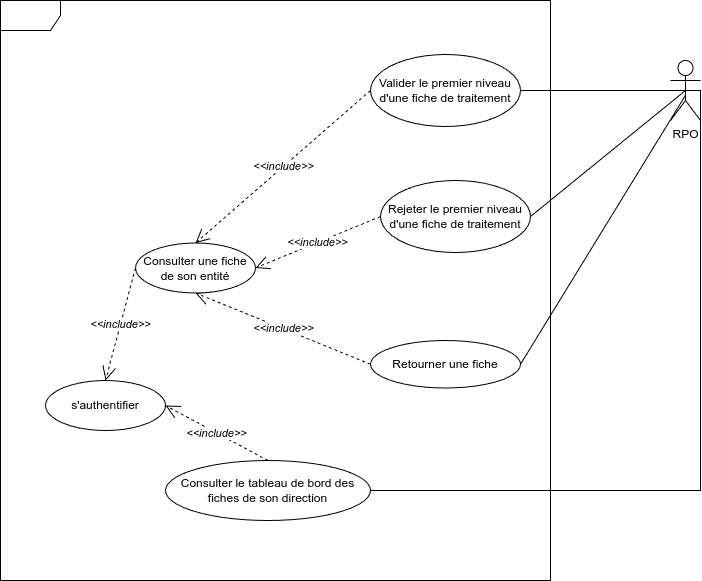 Valider le premier niveau
d'une fiche de traitement
RPO
<<include>>
Rejeter le premier niveau
d'une fiche de traitement
<<include>>
Consulter une fiche
de son entité
<<include>>
<<include>>
Retourner une fiche
s'authentifier
<<include>>
Consulter le tableau de bord des
fiches de son direction